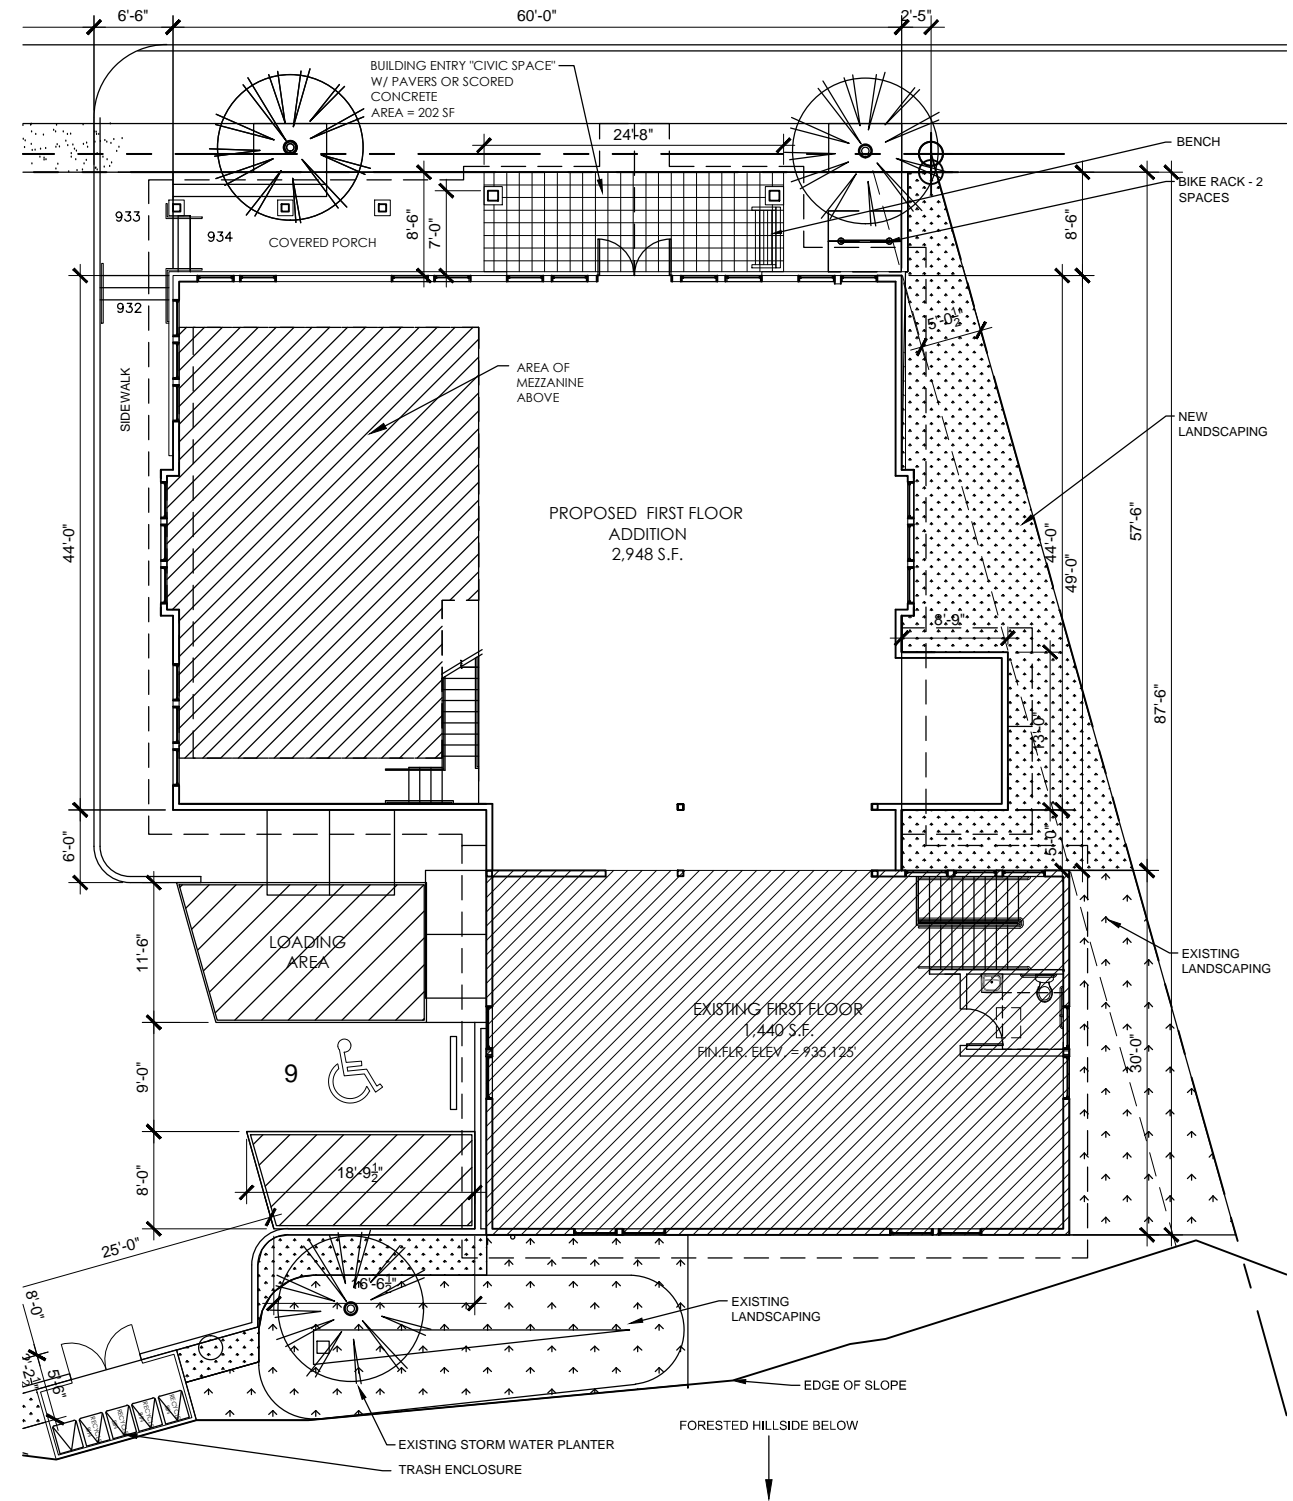 6'-6"
60'-0"
2'-5"
BUILDING ENTRY "CIVIC SPACE"
W/ PAVERS OR SCORED
CONCRETE
AREA = 202 SF
24'-8"
BENCH
BIKE RACK - 2
SPACES
933
934
COVERED PORCH
8'-6"
7'-0"
8'-6"
932
5'-0½"
SIDEWALK
AREA OF
MEZZANINE
ABOVE
NEW
LANDSCAPING
PROPOSED FIRST FLOOR
ADDITION
2,948 S.F.
44'-0"
44'-0"
49'-0"
57'-6"
8'-9"
87'-6"
13'-0"
6'-0"
5'-0"
LOADING
AREA
11'-6"
EXISTING
LANDSCAPING
EXISTING FIRST FLOOR
1,440 S.F.
FIN.FLR. ELEV. = 935.125'
9'-0"
9
30'-0"
8'-0"
18'-9½"
25'-0"
16'-6½"
8'-0"
5'-6"
EXISTING
LANDSCAPING
EDGE OF SLOPE
FORESTED HILLSIDE BELOW
EXISTING STORM WATER PLANTER
TRASH ENCLOSURE